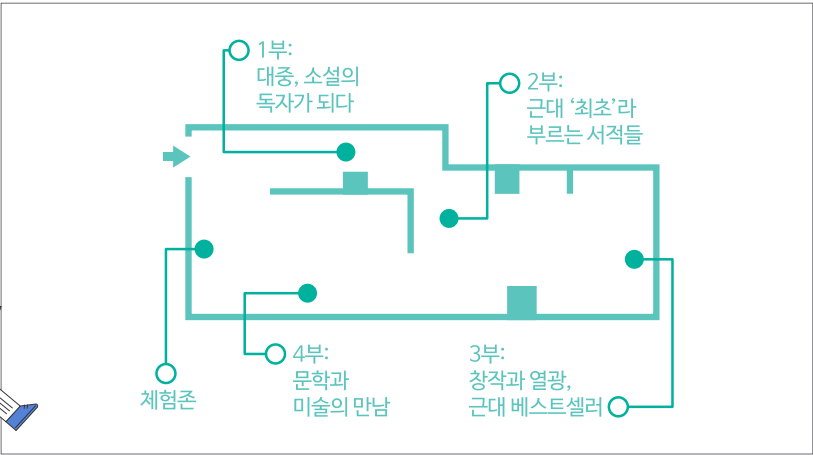 1부:
대중, 소설의
독자가 되다
2부:
근대 ‘최초’라
부르는 서적들
4부:
문학과
미술의 만남
3부:
창작과 열광,
근대 베스트셀러
체험존